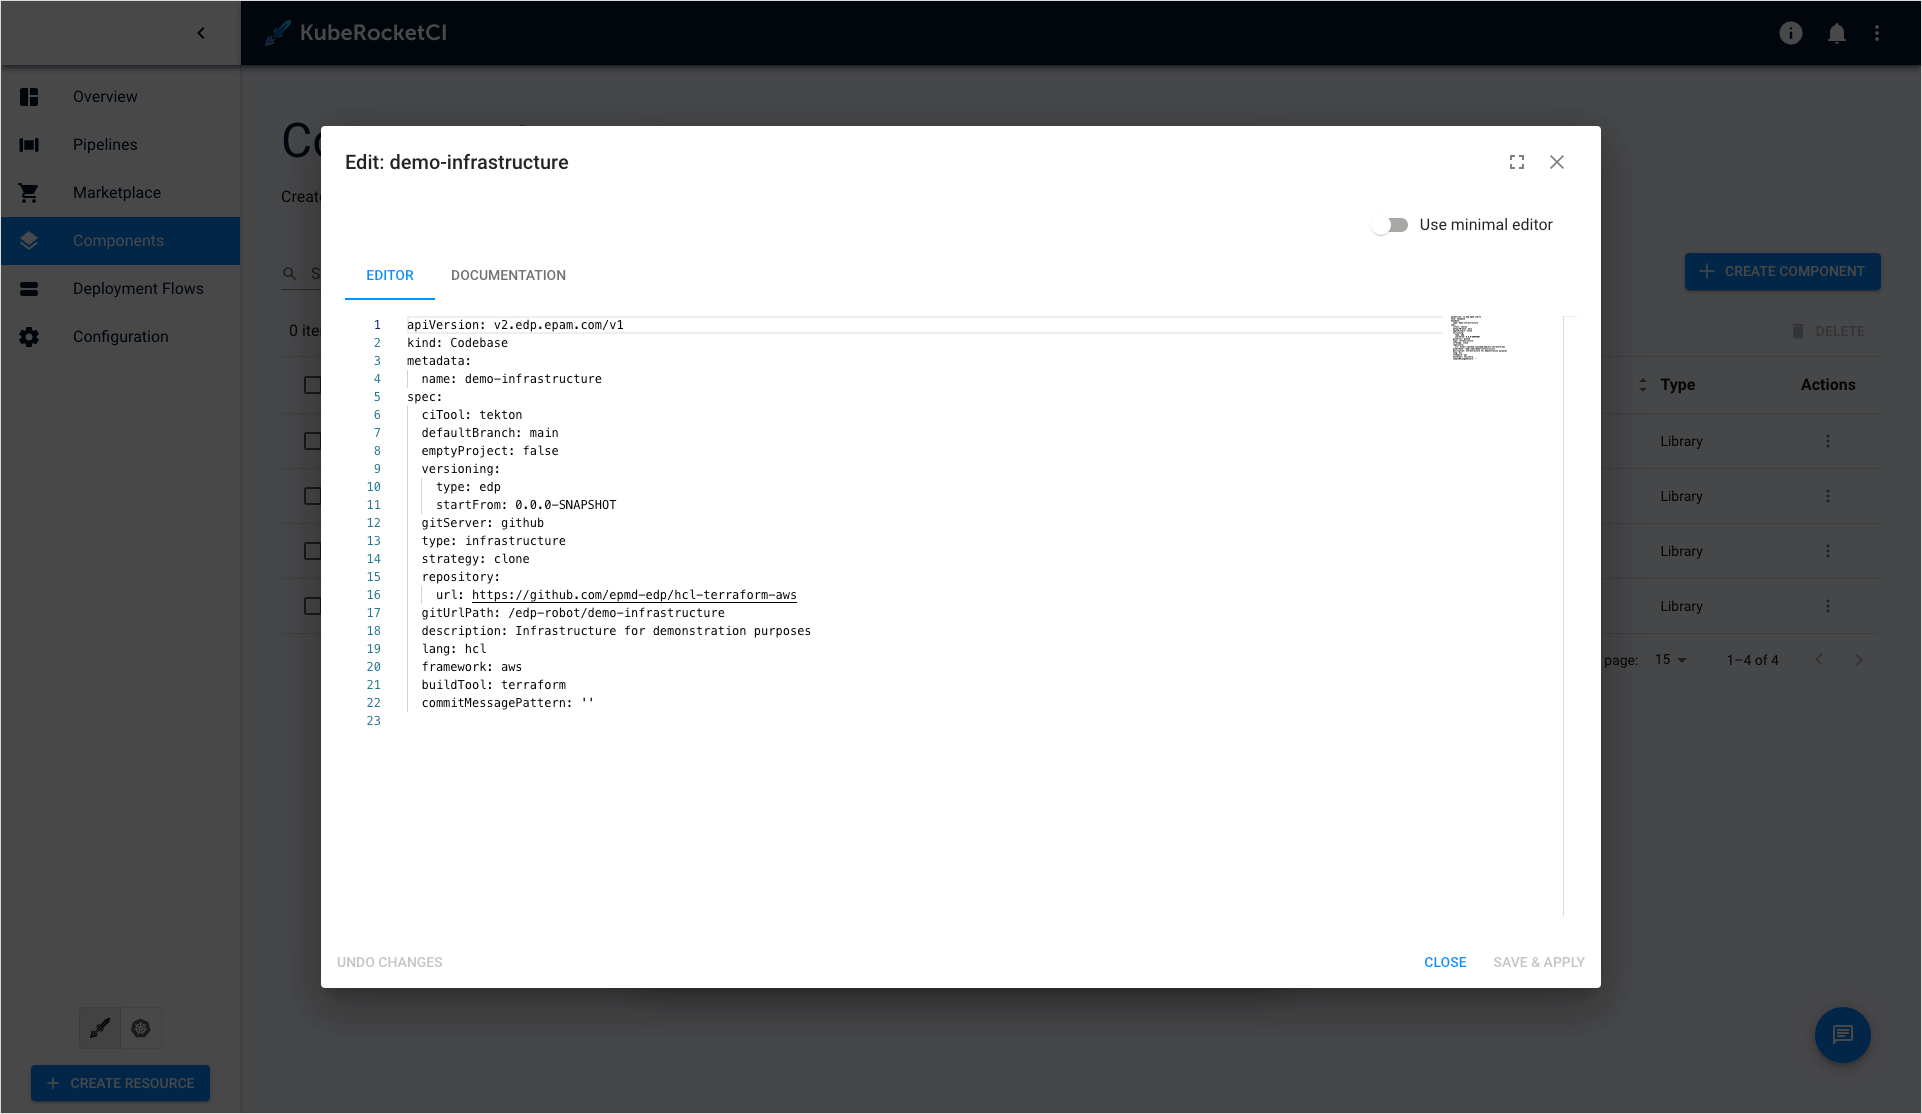 KubeRocketCI
Overview
Pipelines
Marketplace
Components
Deployment Flows
Configuration
CREATE RESOURCE
Create
CREATE COMPONENT
DELETE
Type
Actions
Library
Library
Library
Library
page:
15
1–4 of 4
Edit: demo-infrastructure
Use minimal editor
EDITOR
DOCUMENTATION
1 apiVersion: v2.edp.epam.com/v1
2 kind: Codebase
3 metadata:
4 name: demo-infrastructure
5 spec:
6 ciTool: tekton
7 defaultBranch: main
8 emptyProject: false
9 versioning:
10 type: edp
11 startFrom: 0.0.0-SNAPSHOT
12 gitServer: github
13 type: infrastructure
14 strategy: clone
15 repository:
16 url: https://github.com/epmd-edp/hcl-terraform-aws
17 gitUrlPath: /edp-robot/demo-infrastructure
18 description: Infrastructure for demonstration purposes
19 lang: hcl
20 framework: aws
21 buildTool: terraform
22 commitMessagePattern: ''
23
UNDO CHANGES
CLOSE
SAVE & APPLY